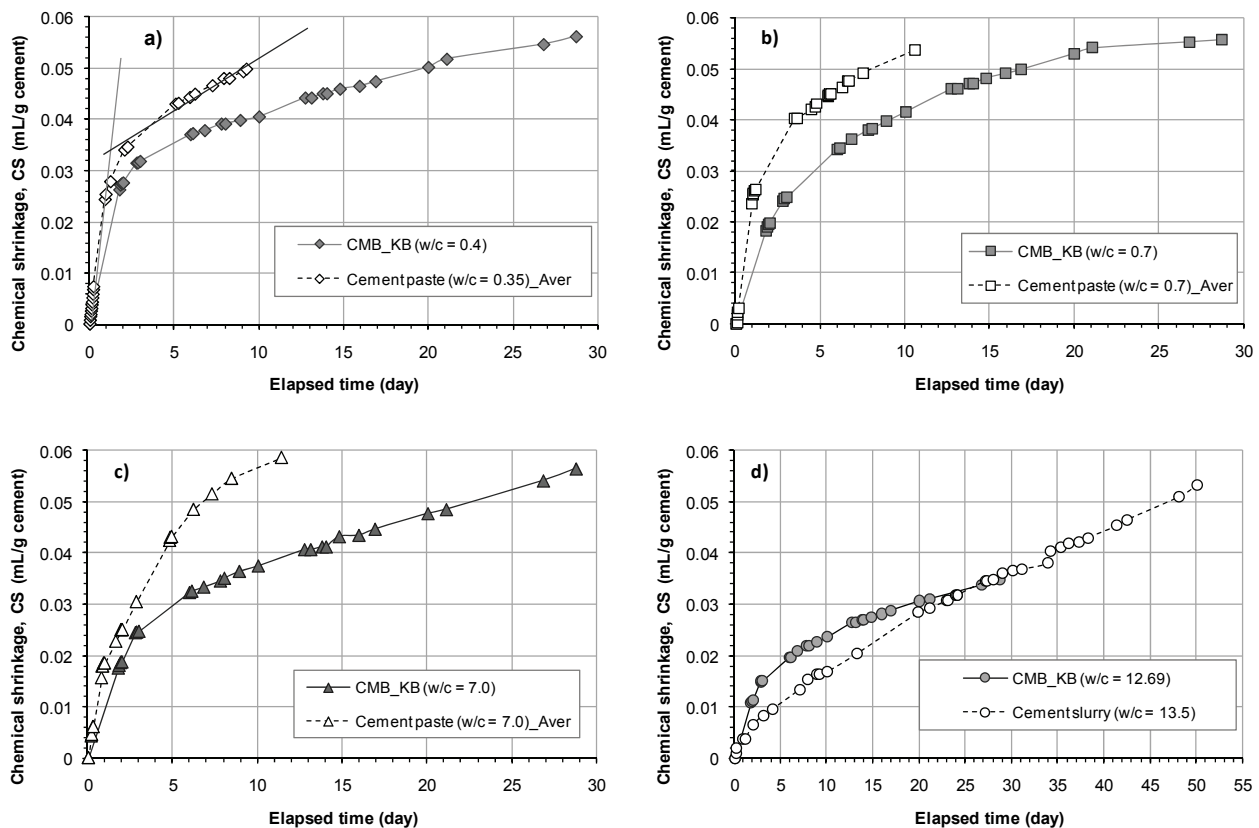 a)
0.06
0.05
0.04
0.03
0.02
0.01
0
Chemical shrinkage, CS (mL/g cement)
CMB_KB (w/c = 0.4)
Cement paste (w/c = 0.35)_Aver
0 5 10 15 20 25 30
Elapsed time (day)
b)
0.06
0.05
0.04
0.03
0.02
0.01
0
Chemical shrinkage, CS (mL/g cement)
CMB_KB (w/c = 0.7)
Cement paste (w/c = 0.7)_Aver
0 5 10 15 20 25 30
Elapsed time (day)
c)
0.06
0.05
0.04
0.03
0.02
0.01
0
Chemical shrinkage, CS (mL/g cement)
CMB_KB (w/c = 7.0)
Cement paste (w/c = 7.0)_Aver
0 5 10 15 20 25 30
Elapsed time (day)
d)
0.06
0.05
0.04
0.03
0.02
0.01
0
Chemical shrinkage, CS (mL/g cement)
CMB_KB (w/c = 12.69)
Cement slurry (w/c = 13.5)
0 5 10 15 20 25 30 35 40 45 50 55
Elapsed time (day)